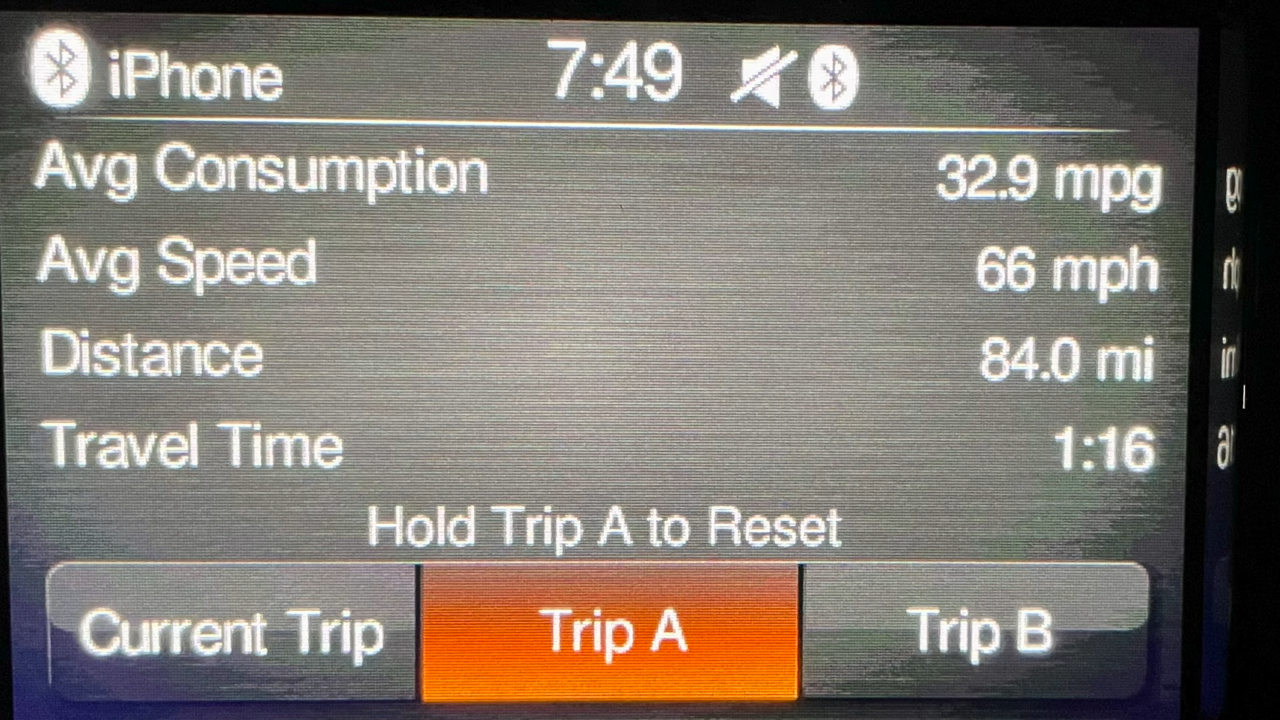 iPhone 7:49
Avg Consumption 32.9 mpg
Avg Speed 66 mph
Distance 84.0 mi
Travel Time 1:16
Hold Trip A to Reset
Current Trip Trip A Trip B